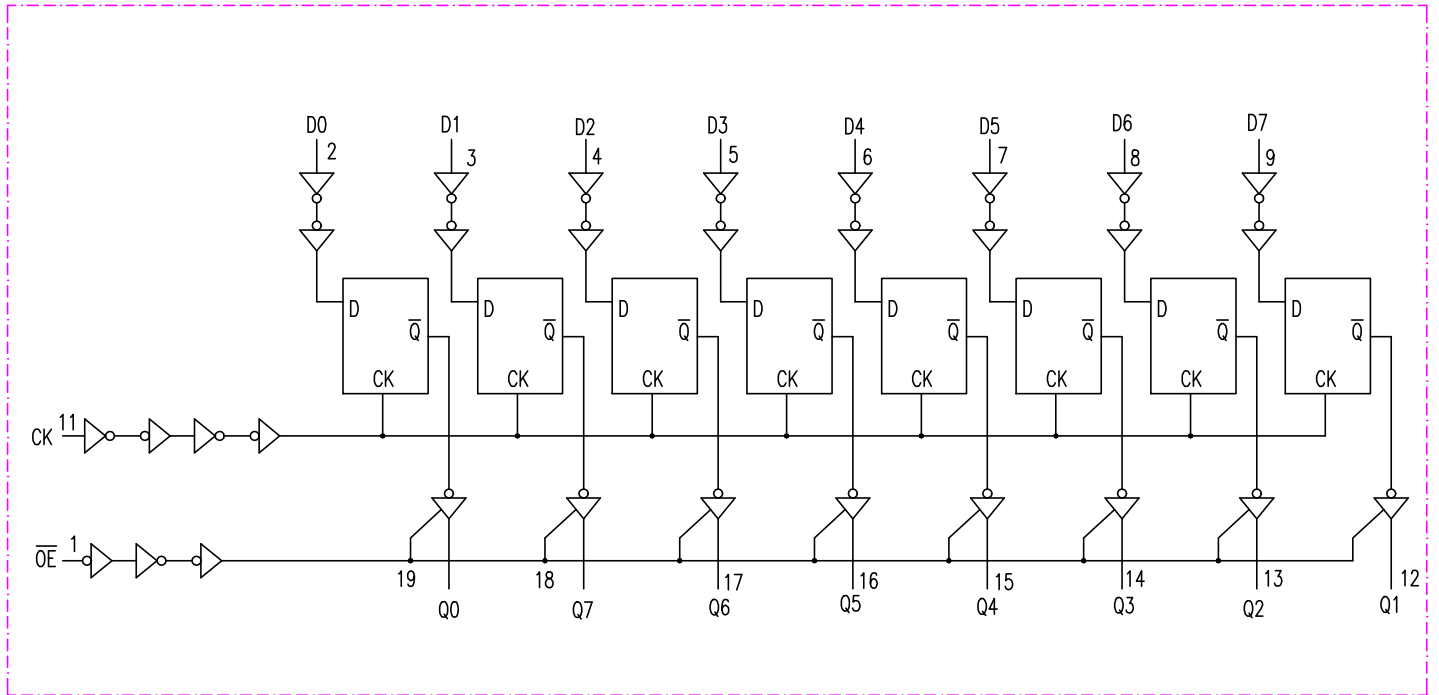 D0 D1 D2 D3 D4 D5 D6 D7
2 3 4 5 6 7 8 9
D D D D D D D D
Q̅ Q̅ Q̅ Q̅ Q̅ Q̅ Q̅ Q̅
CK CK CK CK CK CK CK CK
CK 11
O̅E̅ 1
19 18 17 16 15 14 13 12
Q0 Q7 Q6 Q5 Q4 Q3 Q2 Q1